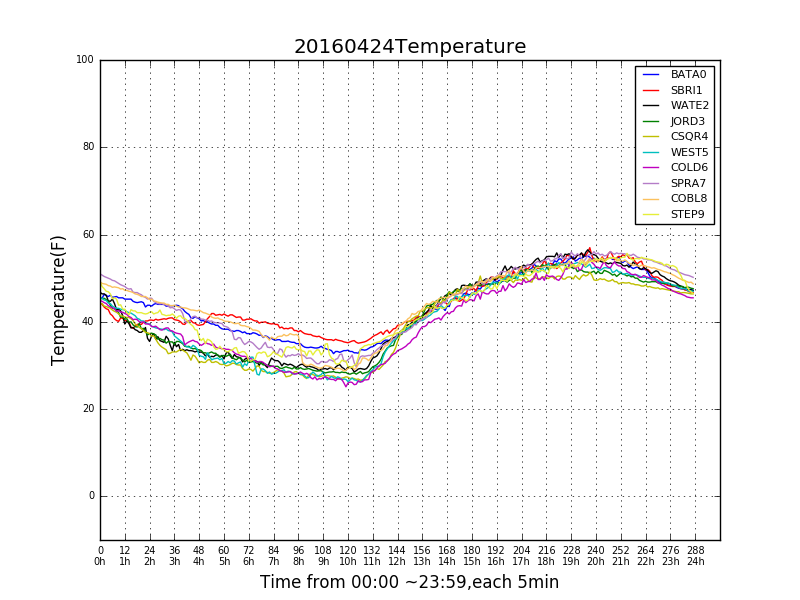 20160424Temperature
100
80
60
40
20
0
Temperature(F)
BATA0
SBRI1
WATE2
JORD3
CSQR4
WEST5
COLD6
SPRA7
COBL8
STEP9
0 12 24 36 48 60 72 84 96 108 120 132 144 156 168 180 192 204 216 228 240 252 264 276 288
0h 1h 2h 3h 4h 5h 6h 7h 8h 9h 10h 11h 12h 13h 14h 15h 16h 17h 18h 19h 20h 21h 22h 23h 24h
Time from 00:00 ~23:59,each 5min